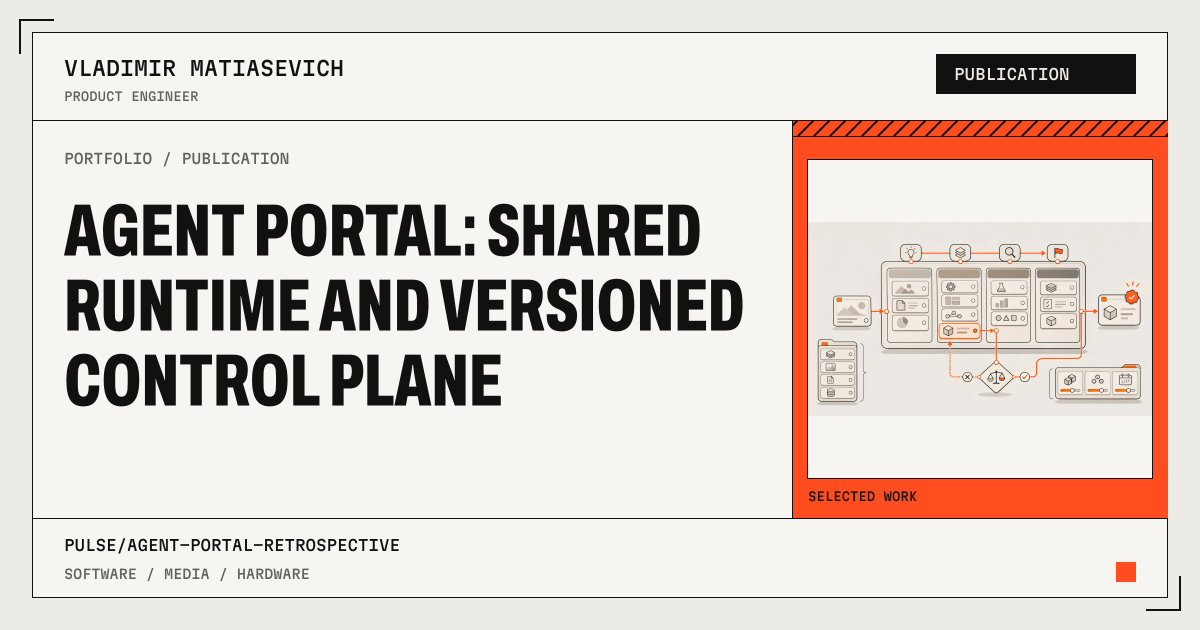 VLADIMIR MATIASEVICH
PRODUCT ENGINEER
PUBLICATION
PORTFOLIO / PUBLICATION
AGENT PORTAL: SHARED
RUNTIME AND VERSIONED
CONTROL PLANE
SELECTED WORK
PULSE/AGENT-PORTAL-RETROSPECTIVE
SOFTWARE / MEDIA / HARDWARE